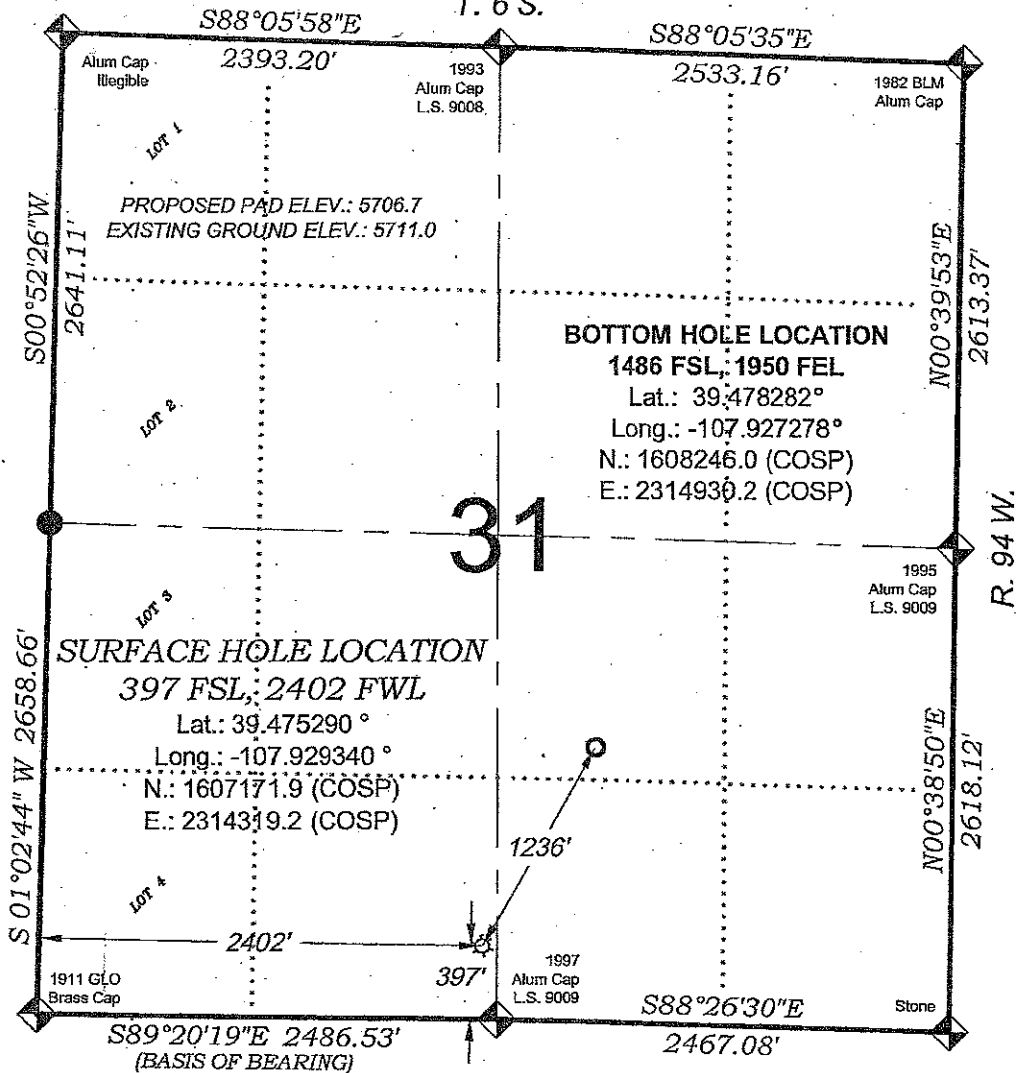 T. 6 S.
S88°05'58"E
2393.20'
S88°05'35"E
2533.16'
Alum Cap
Illegible
1993
Alum Cap
L.S. 9008
1982 BLM
Alum Cap
LOT 1
PROPOSED PAD ELEV.: 5706.7
EXISTING GROUND ELEV.: 5711.0
S00°52'26"W
2641.11'
N00°39'53"E
2613.37'
BOTTOM HOLE LOCATION
1486 FSL, 1950 FEL
Lat.: 39.478282°
Long.: -107.927278°
N.: 1608246.0 (COSP)
E.: 2314930.2 (COSP)
LOT 2
31
R. 94 W.
1995
Alum Cap
L.S. 9009
LOT 3
SURFACE HOLE LOCATION
397 FSL, 2402 FWL
Lat.: 39.475290 °
Long.: -107.929340 °
N.: 1607171.9 (COSP)
E.: 2314319.2 (COSP)
S 01°02'44" W 2658.66'
N00°38'50"E
2618.12'
1236'
LOT 4
2402'
397'
1911 GLO
Brass Cap
1997
Alum Cap
L.S. 9009
Stone
S89°20'19"E 2486.53'
(BASIS OF BEARING)
S88°26'30"E
2467.08'